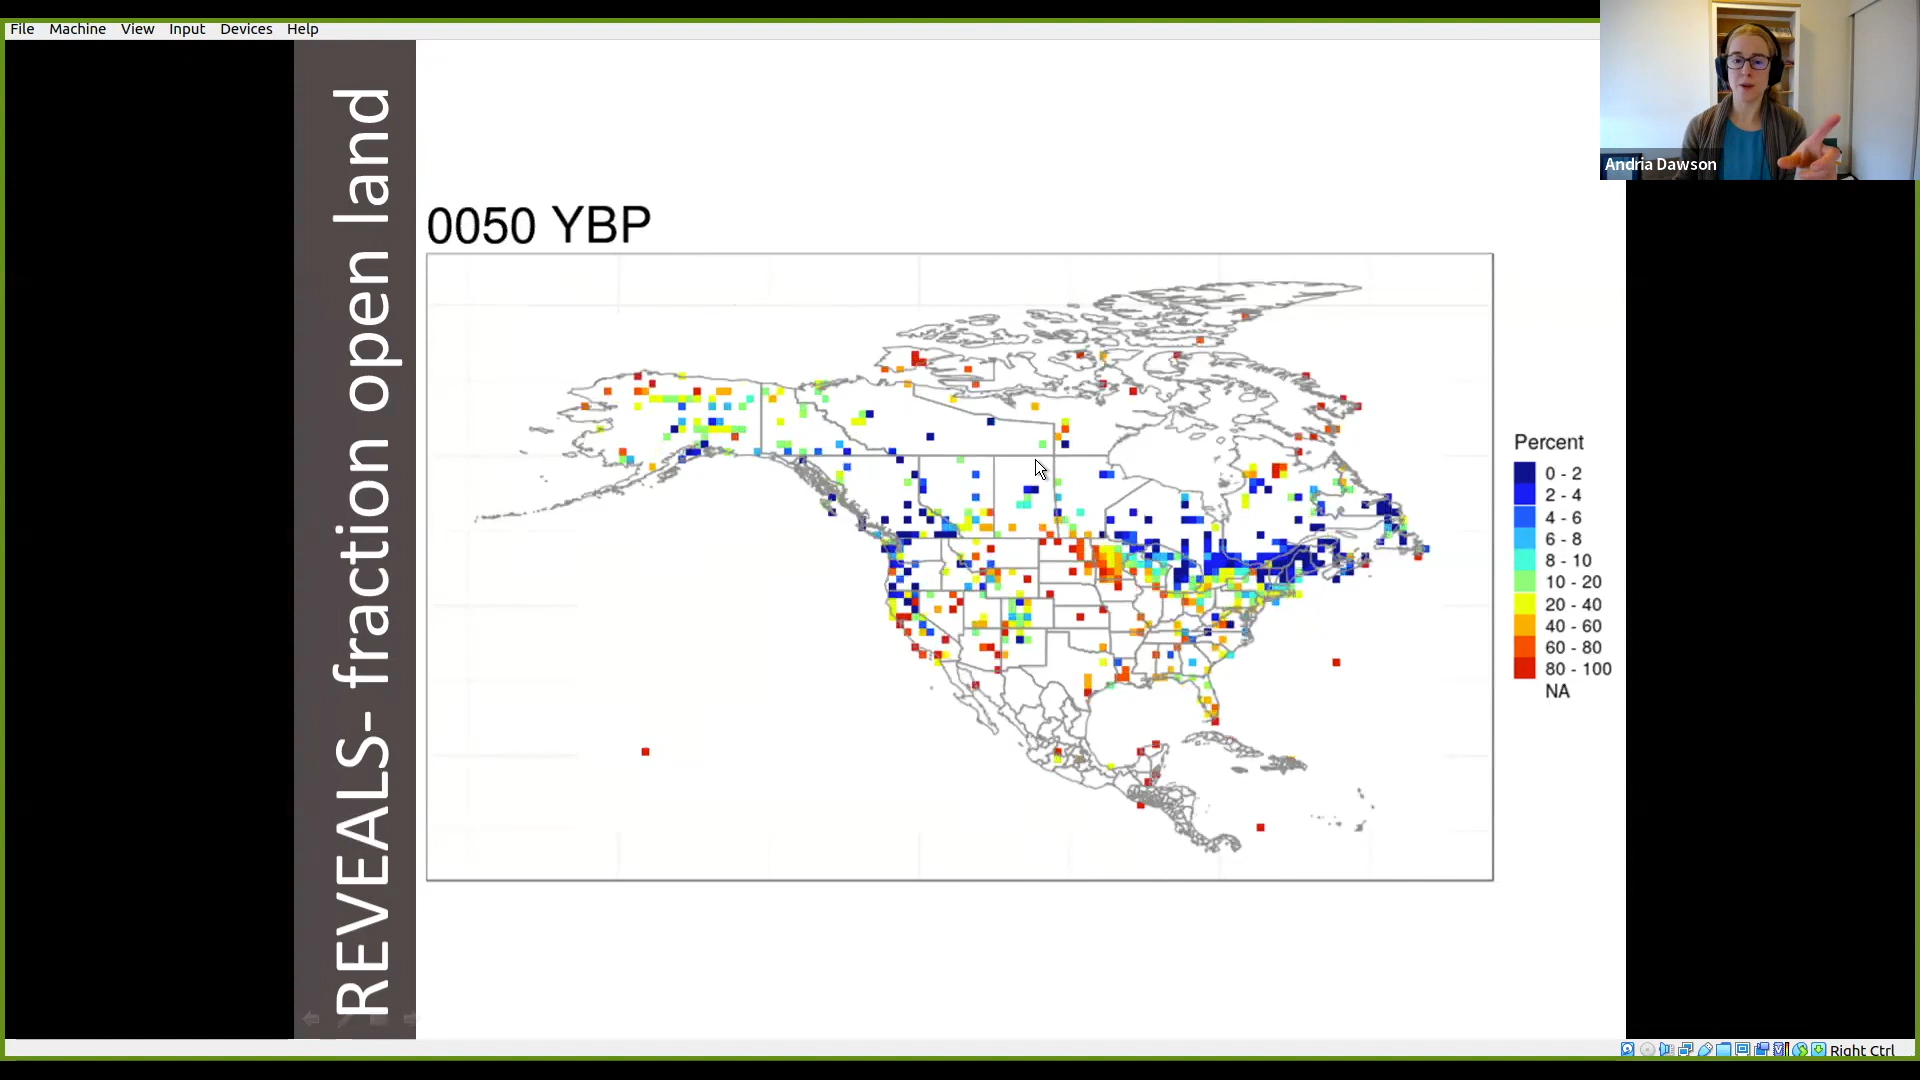 File Machine View Input Devices Help
Andria Dawson
REVEALS- fraction open land
0050 YBP
Percent
0 - 2
2 - 4
4 - 6
6 - 8
8 - 10
10 - 20
20 - 40
40 - 60
60 - 80
80 - 100
NA
Right Ctrl